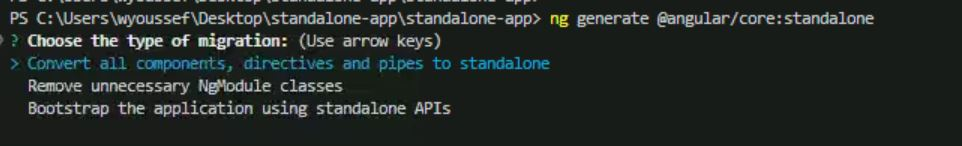 PS C:\Users\wyoussef\Desktop\standalone-app\standalone-app> ng generate @angular/core:standalone
? Choose the type of migration: (Use arrow keys)
> Convert all components, directives and pipes to standalone
Remove unnecessary NgModule classes
Bootstrap the application using standalone APIs